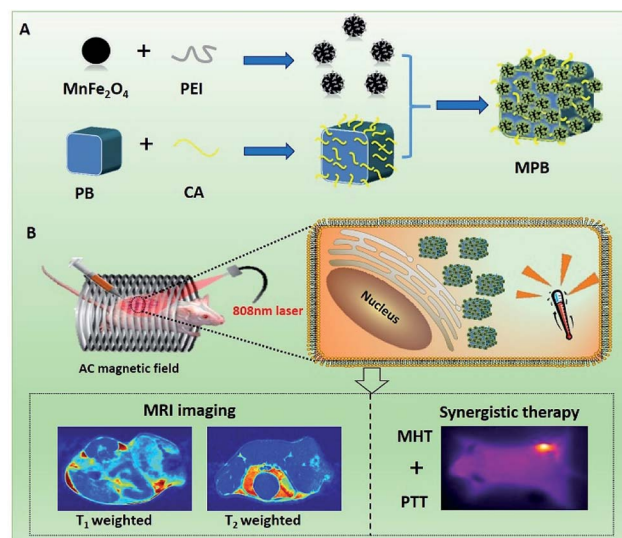 A
MnFe₂O₄ + PEI
PB + CA
MPB
B
808nm laser
AC magnetic field
Nucleus
MRI imaging
T₁ weighted
T₂ weighted
Synergistic therapy
MHT
+
PTT